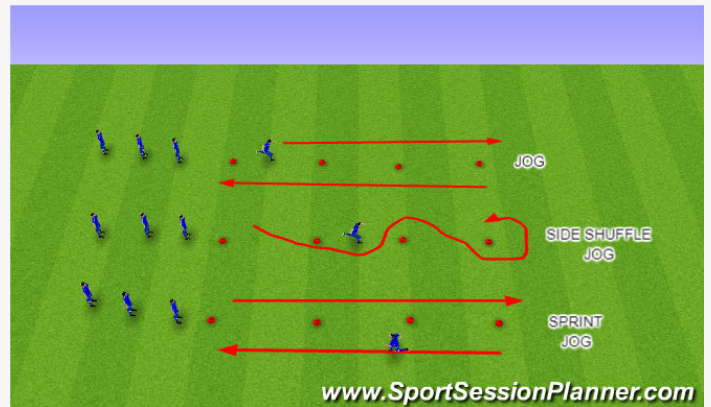 JOG
SIDE SHUFFLE
JOG
SPRINT
JOG
www.SportSessionPlanner.com